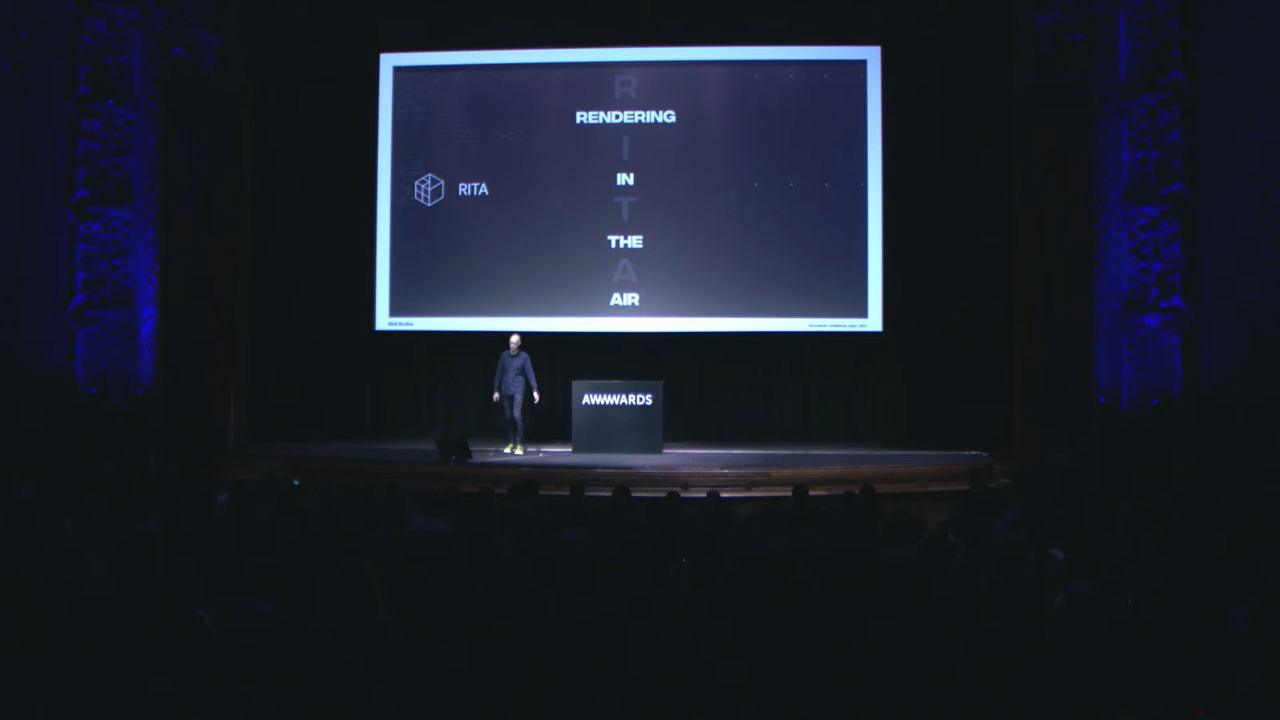 R
RENDERING
I
IN
RITA
T
THE
A
AIR
AWWWARDS